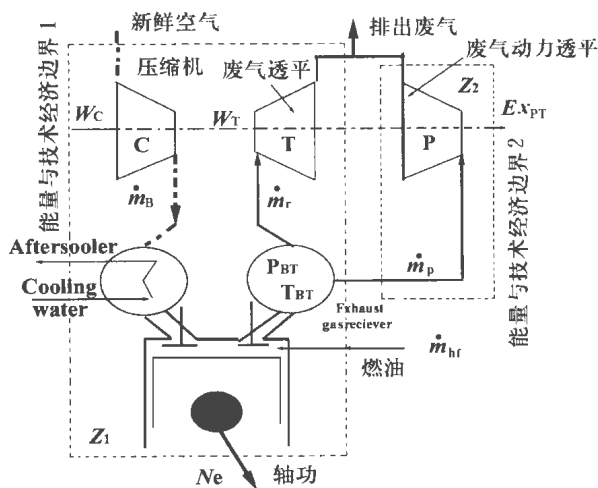 新鲜空气
排出废气
能量与技术经济边界 1
压缩机
废气透平
废气动力透平
Z2
WC
WT
ExPT
C
T
P
ṁB
ṁr
能量与技术经济边界2
Aftersooler
Cooling
water
PBT
TBT
ṁp
Fxhaust
gasreciever
ṁhf
燃油
Z1
Ne
轴功